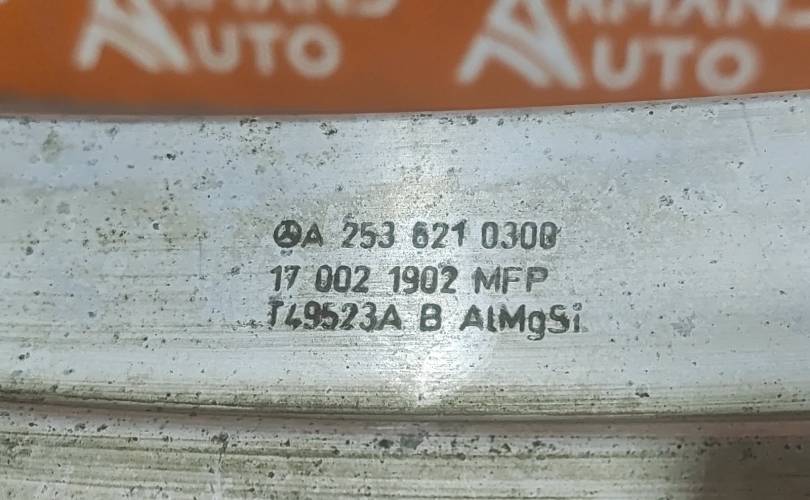 ARMANS ARMANS
AUTO AUTO
A 253 621 0300
17 002 1902 MFP
T49523A B AlMgSi